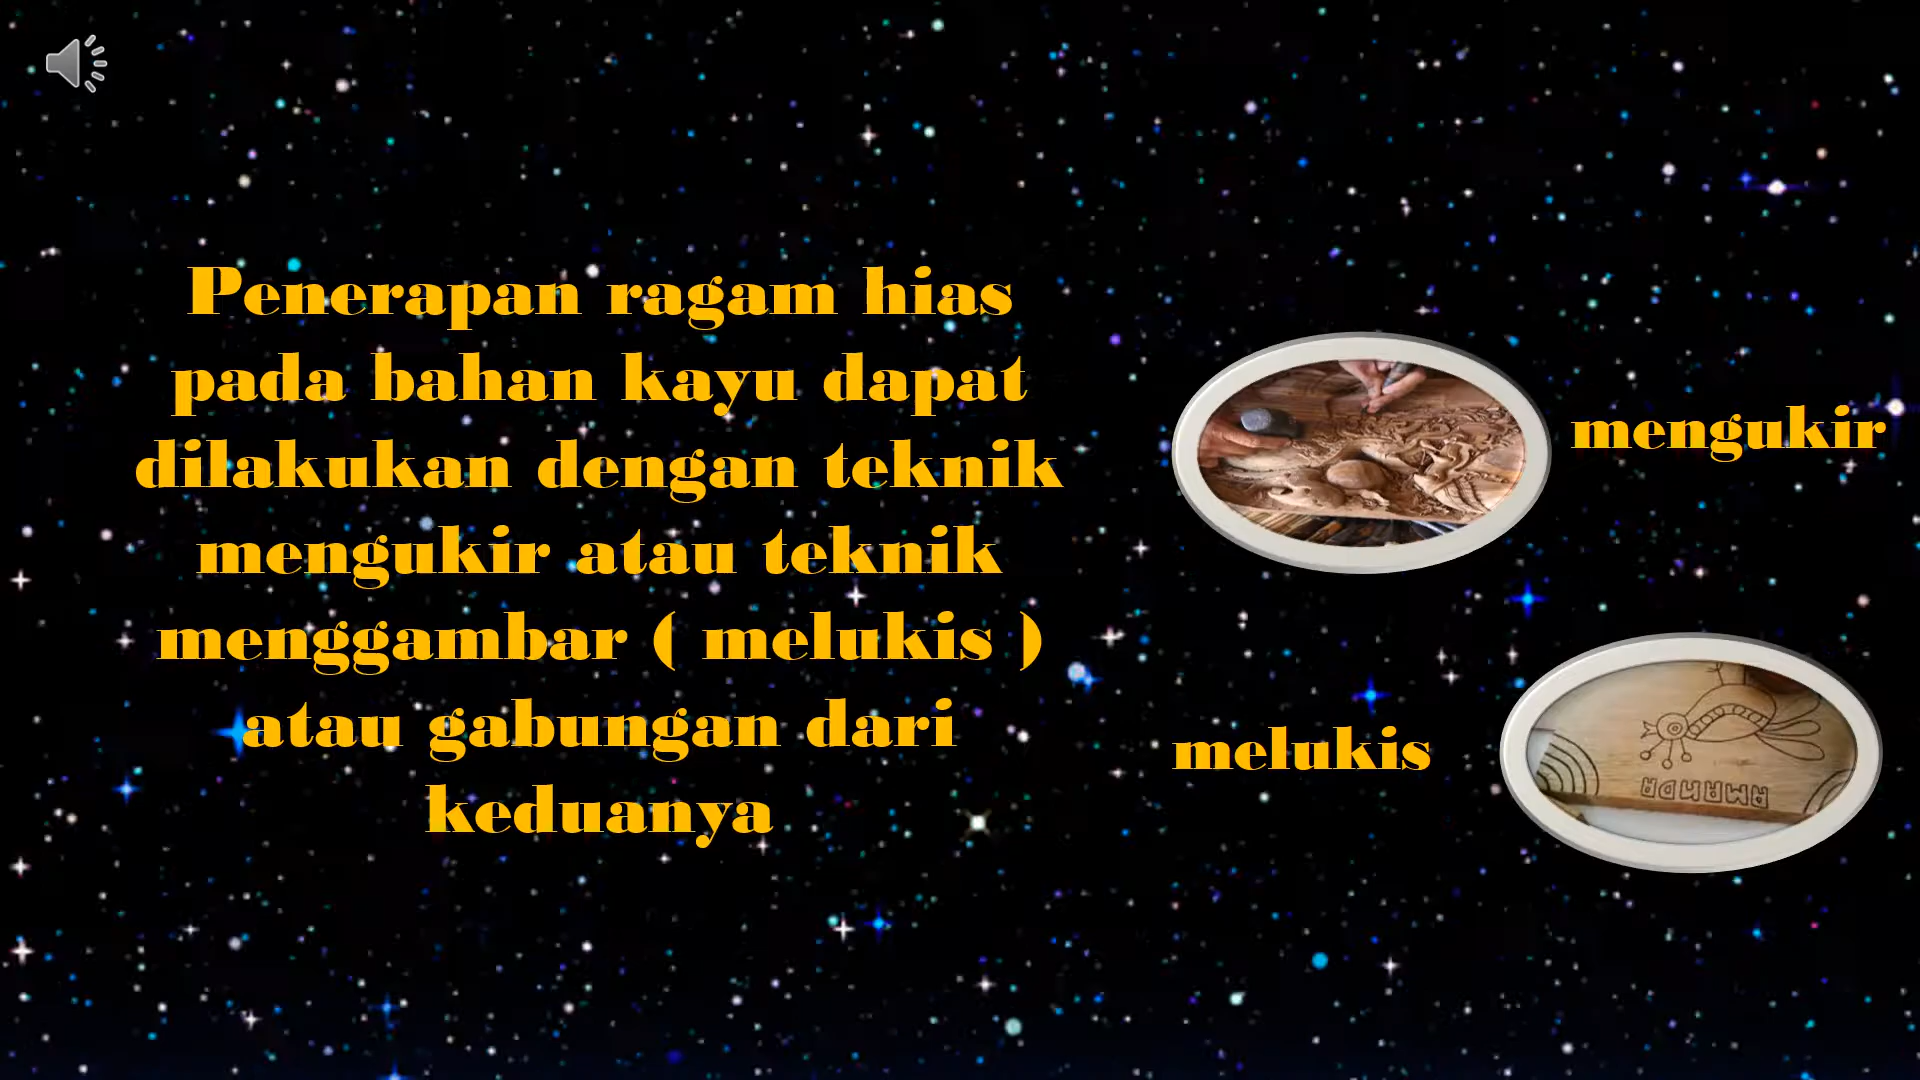 Penerapan ragam hias
pada bahan kayu dapat
dilakukan dengan teknik
mengukir atau teknik
menggambar ( melukis )
atau gabungan dari
keduanya
mengukir
melukis
AMANDA